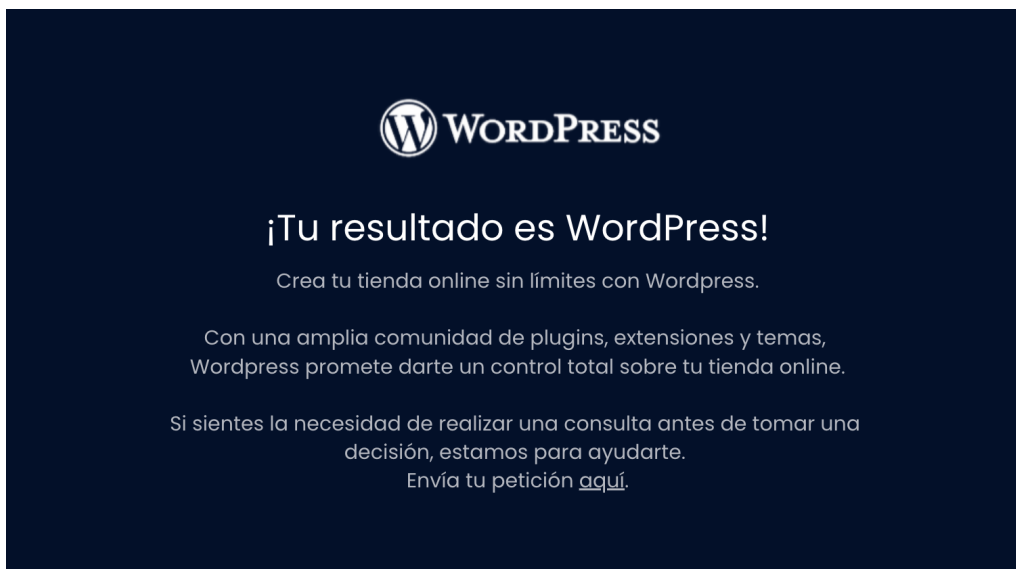 WORDPRESS
¡Tu resultado es WordPress!
Crea tu tienda online sin límites con Wordpress.
Con una amplia comunidad de plugins, extensiones y temas,
Wordpress promete darte un control total sobre tu tienda online.
Si sientes la necesidad de realizar una consulta antes de tomar una
decisión, estamos para ayudarte.
Envía tu petición aquí.